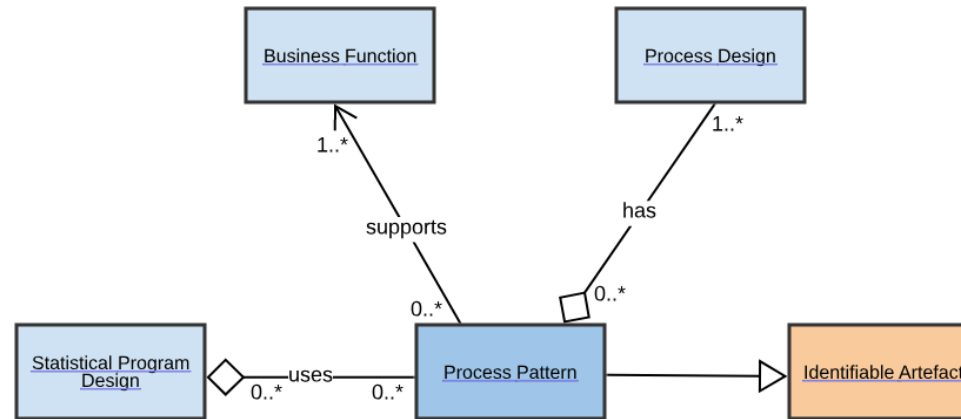 Business Function
Process Design
1..*
1..*
has
supports
0..*
0..*
Statistical Program
Design
uses
0..*
0..*
Process Pattern
Identifiable Artefact